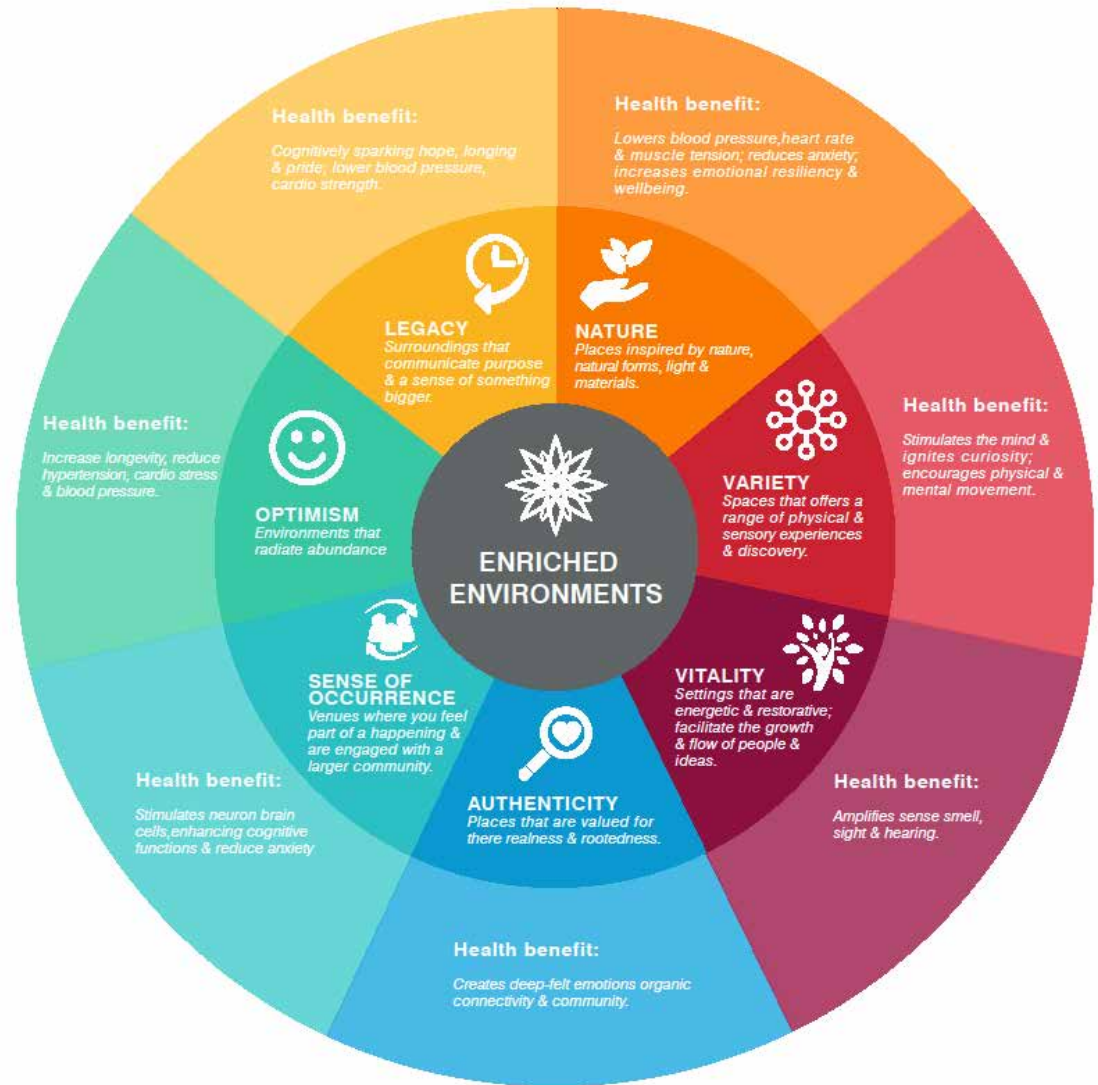 Health benefit:
Cognitively sparking hope, longing
& pride; lower blood pressure,
cardio strength.
Health benefit:
Lowers blood pressure,heart rate
& muscle tension; reduces anxiety;
increases emotional resiliency &
wellbeing.
LEGACY
Surroundings that
communicate purpose
& a sense of something
bigger.
NATURE
Places inspired by nature,
natural forms, light &
materials.
Health benefit:
Increase longevity, reduce
hypertension, cardio stress
& blood pressure.
OPTIMISM
Environments that
radiate abundance
VARIETY
Spaces that offers a
range of physical &
sensory experiences
& discovery.
Health benefit:
Stimulates the mind &
ignites curiosity;
encourages physical &
mental movement.
ENRICHED
ENVIRONMENTS
SENSE OF
OCCURRENCE
Venues where you feel
part of a happening &
are engaged with a
larger community.
VITALITY
Settings that are
energetic & restorative;
facilitate the growth
& flow of people &
ideas.
Health benefit:
Stimulates neuron brain
cells,enhancing cognitive
functions & reduce anxiety
AUTHENTICITY
Places that are valued for
there realness & rootedness.
Health benefit:
Amplifies sense smell,
sight & hearing.
Health benefit:
Creates deep-felt emotions organic
connectivity & community.